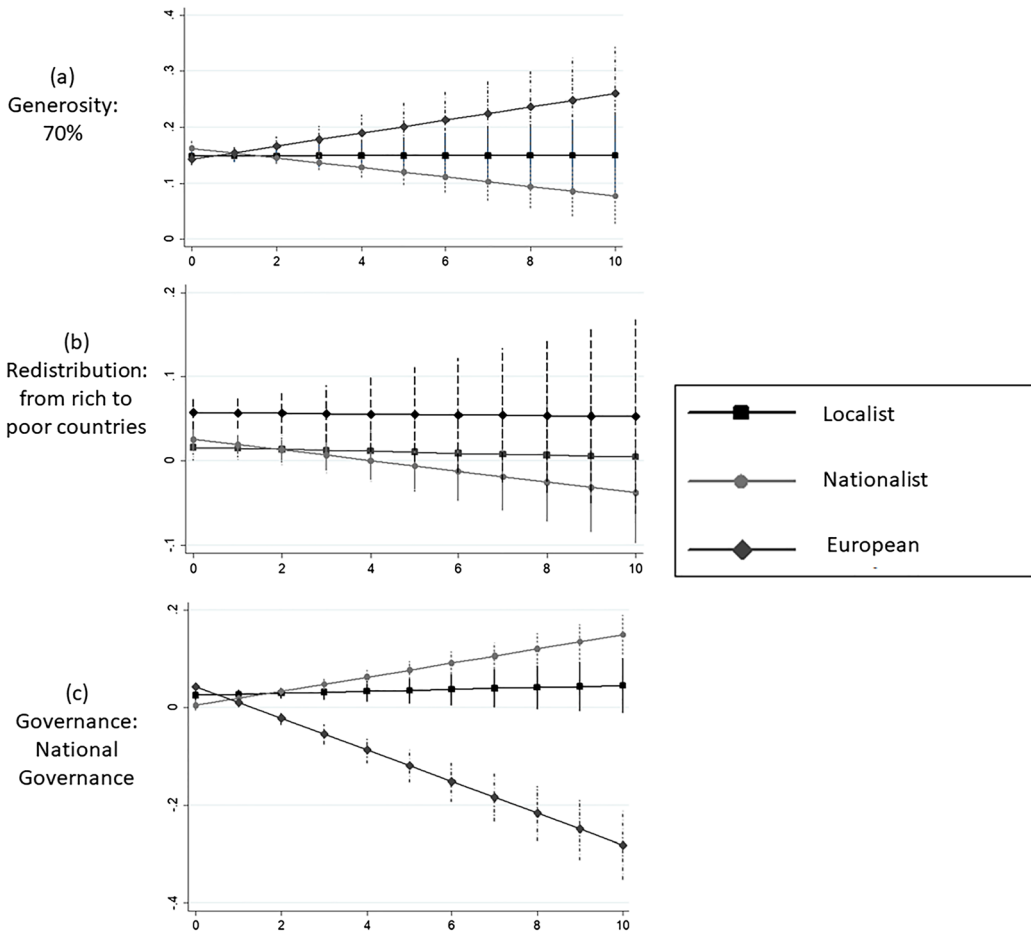 (a)
Generosity:
70%
.4
.3
.2
.1
0
0 2 4 6 8 10
(b)
Redistribution:
from rich to
poor countries
.2
.1
0
-.1
0 2 4 6 8 10
Localist
Nationalist
European
(c)
Governance:
National
Governance
.2
0
-.2
-.4
0 2 4 6 8 10